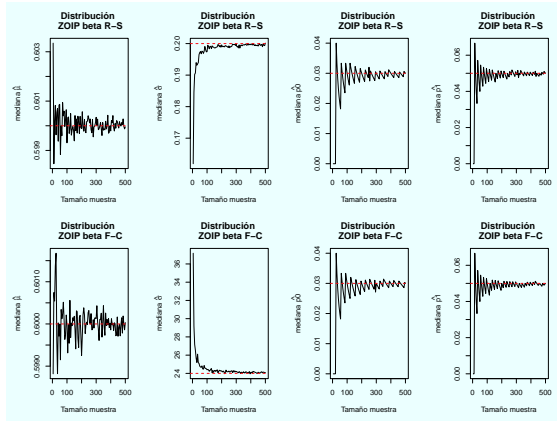 Distribución
ZOIP beta R−S
mediana μ̂
0.599 0.601 0.603
0 100 300 500
Tamaño muestra
Distribución
ZOIP beta R−S
mediana σ̂
0.17 0.18 0.19 0.20
0 100 300 500
Tamaño muestra
Distribución
ZOIP beta R−S
mediana p̂0
0.00 0.01 0.02 0.03 0.04
0 100 300 500
Tamaño muestra
Distribución
ZOIP beta R−S
mediana p̂1
0.00 0.02 0.04 0.06
0 100 300 500
Tamaño muestra
Distribución
ZOIP beta F−C
mediana μ̂
0.5990 0.6000 0.6010
0 100 300 500
Tamaño muestra
Distribución
ZOIP beta F−C
mediana σ̂
24 26 28 30 32 34 36
0 100 300 500
Tamaño muestra
Distribución
ZOIP beta F−C
mediana p̂0
0.00 0.01 0.02 0.03 0.04
0 100 300 500
Tamaño muestra
Distribución
ZOIP beta F−C
mediana p̂1
0.00 0.02 0.04 0.06
0 100 300 500
Tamaño muestra